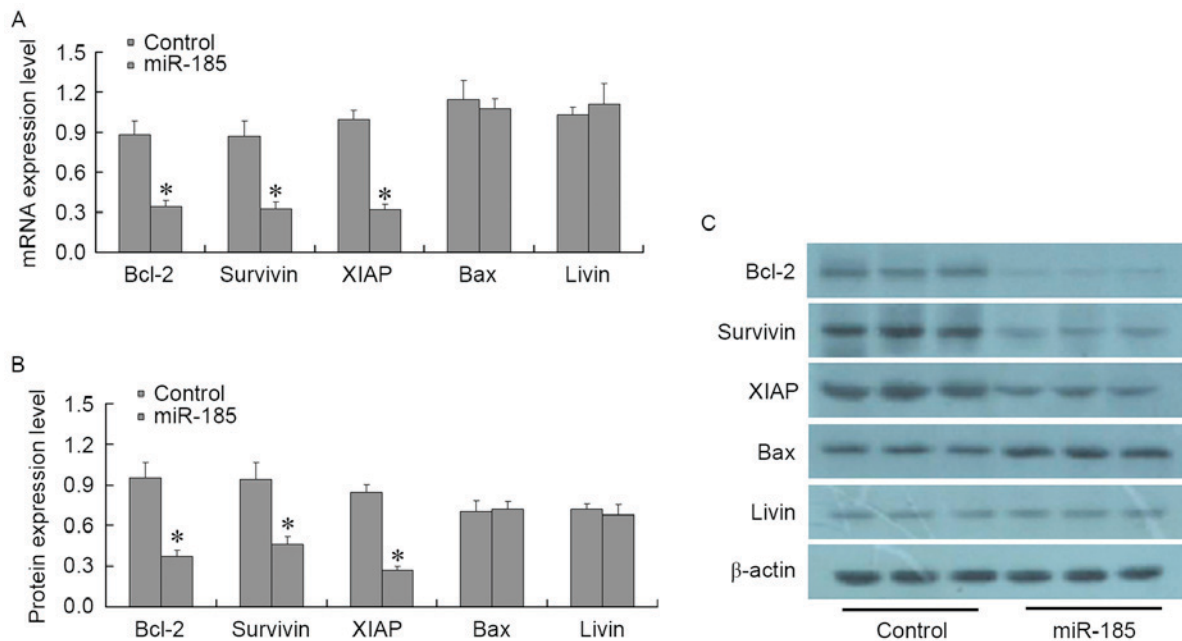 A
Control
miR-185
mRNA expression level
1.5
1.2
0.9
0.6
0.3
0.0
* * *
Bcl-2 Survivin XIAP Bax Livin
B
Control
miR-185
Protein expression level
1.5
1.2
0.9
0.6
0.3
0.0
* * *
Bcl-2 Survivin XIAP Bax Livin
C
Bcl-2
Survivin
XIAP
Bax
Livin
β-actin
Control miR-185